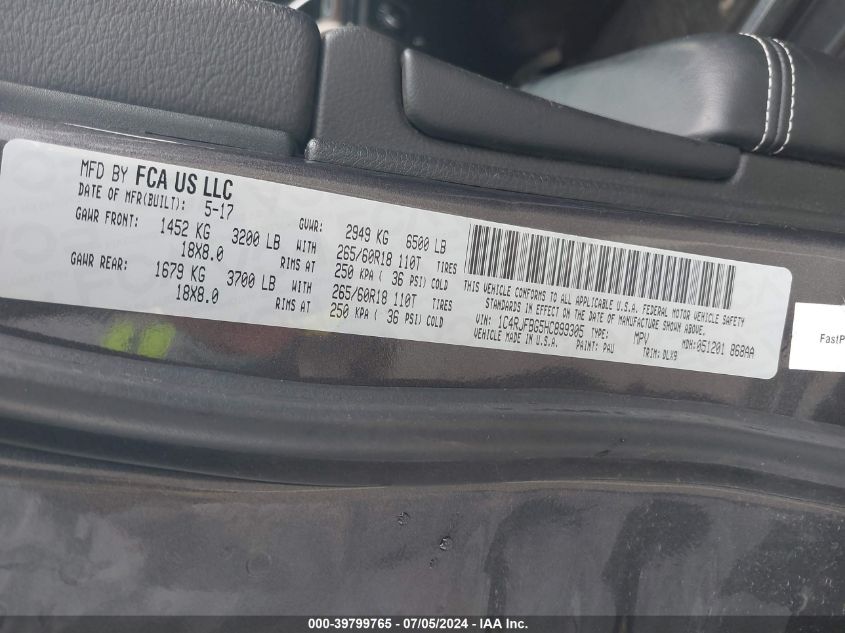 MFD BY FCA US LLC
DATE OF MFR(BUILT): 5-17 GVWR: 2949 KG 6500 LB
GAWR FRONT: 1452 KG 3200 LB WITH 265/60R18 110T TIRES
18X8.0 RIMS AT 250 KPA ( 36 PSI) COLD
GAWR REAR: 1679 KG 3700 LB WITH 265/60R18 110T TIRES
18X8.0 RIMS AT 250 KPA ( 36 PSI) COLD
THIS VEHICLE CONFORMS TO ALL APPLICABLE U.S.A. FEDERAL MOTOR VEHICLE SAFETY
STANDARDS IN EFFECT ON THE DATE OF MANUFACTURE SHOWN ABOVE.
VIN: 1C4RJFBG5HC899305 TYPE: MPV MDH: 051201 868AA
VEHICLE MADE IN U.S.A. PAINT: PAU TRIM: DLX9
FastP
000-39799765 - 07/05/2024 - IAA Inc.